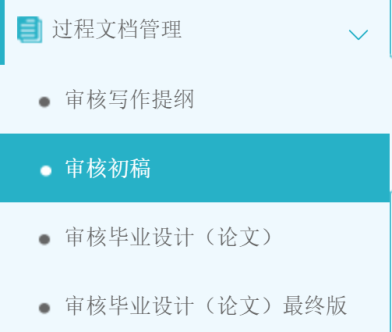 过程文档管理
审核写作提纲
审核初稿
审核毕业设计（论文）
审核毕业设计（论文）最终版